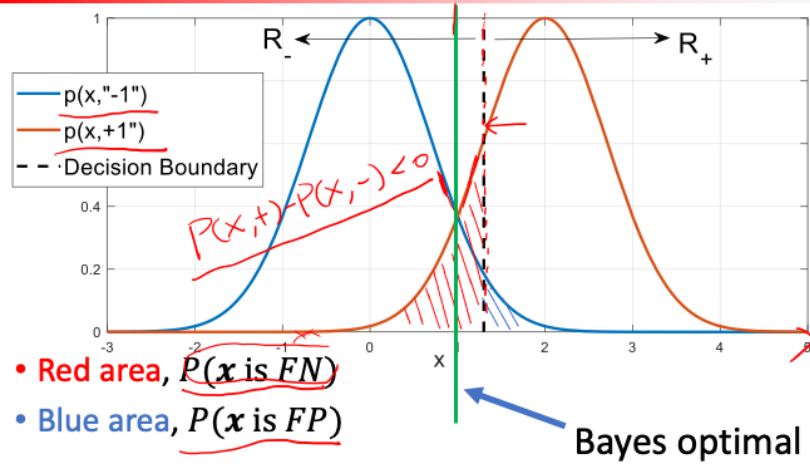 R_ R+
1
p(x,"-1")
p(x,+1")
Decision Boundary
P(x,+)-P(x,-)<0
0.4
0.2
0
-3 -2 -1 0 1 2 3 4 5
x
• Red area, P(x is FN)
• Blue area, P(x is FP)
Bayes optimal